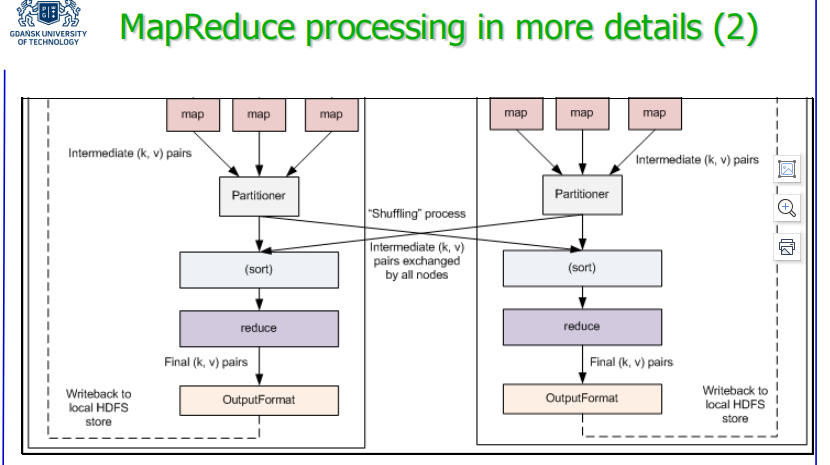 GDAŃSK UNIVERSITY
OF TECHNOLOGY
MapReduce processing in more details (2)
map
map
map
map
map
map
Intermediate (k, v) pairs
Intermediate (k, v) pairs
Partitioner
Partitioner
"Shuffling" process
Intermediate (k, v)
pairs exchanged
by all nodes
(sort)
(sort)
reduce
reduce
Final (k, v) pairs
Final (k, v) pairs
OutputFormat
OutputFormat
Writeback to
local HDFS
store
Writeback to
local HDFS
store